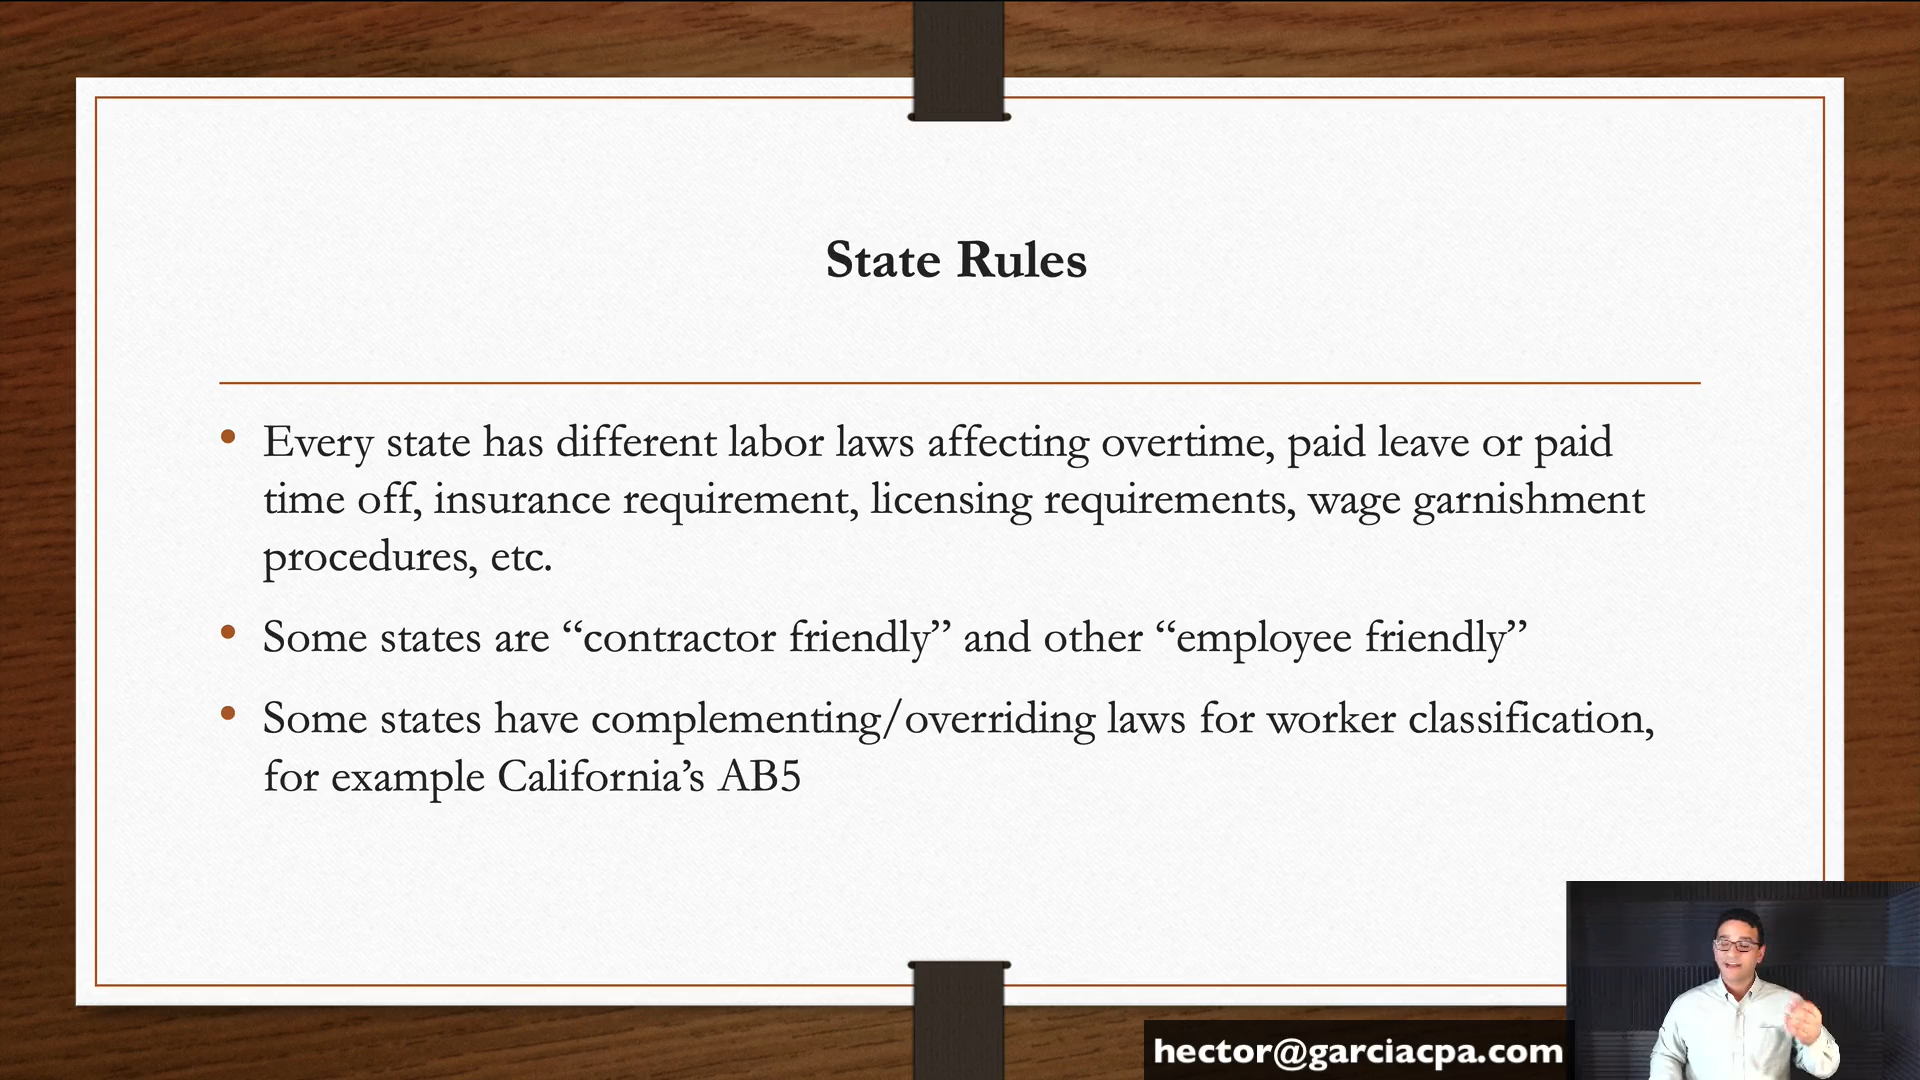 State Rules
• Every state has different labor laws affecting overtime, paid leave or paid
time off, insurance requirement, licensing requirements, wage garnishment
procedures, etc.
• Some states are “contractor friendly” and other “employee friendly”
• Some states have complementing/overriding laws for worker classification,
for example California’s AB5
hector@garciacpa.com